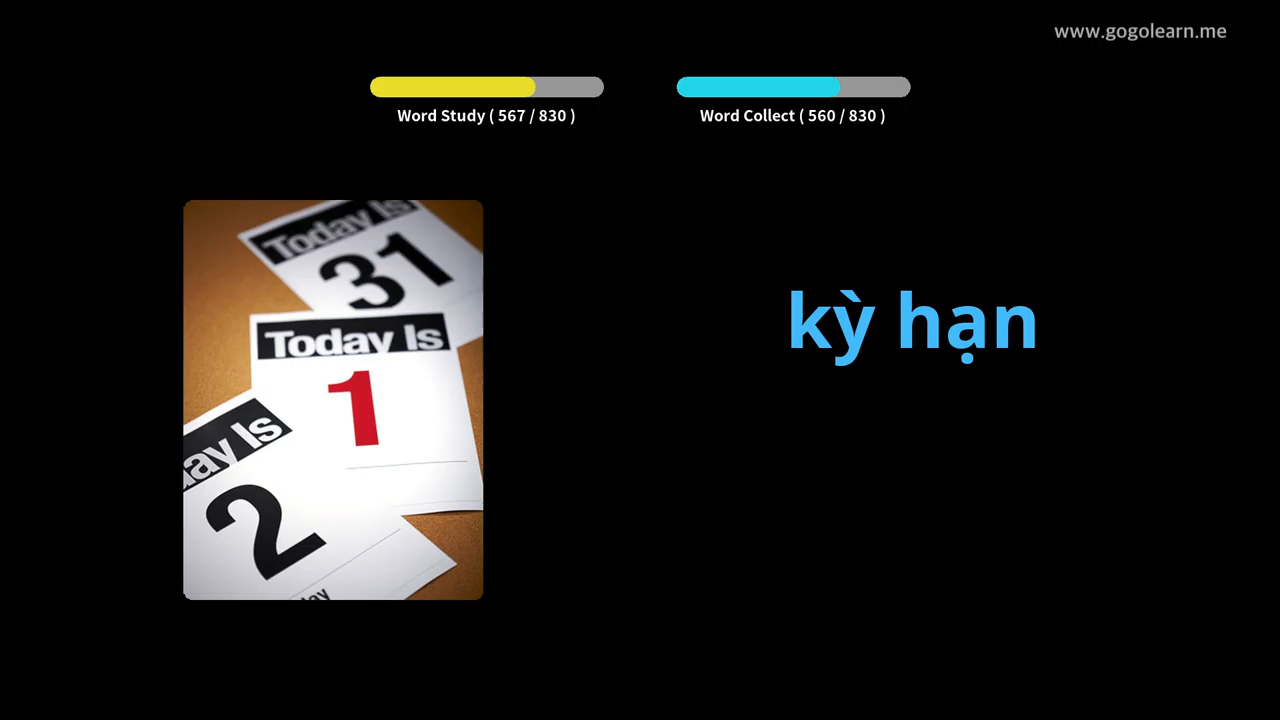 www.gogolearn.me
Word Study ( 567 / 830 )
Word Collect ( 560 / 830 )
Today Is
31
Today Is
1
ay Is
2
kỳ hạn